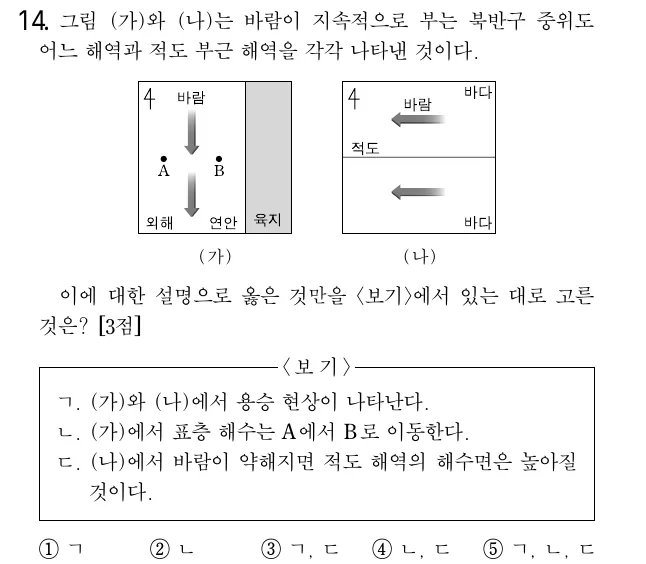 14. 그림 (가)와 (나)는 바람이 지속적으로 부는 북반구 중위도
어느 해역과 적도 부근 해역을 각각 나타낸 것이다.
4 바람
A B
외해 연안 육지
(가)
4 바람 바다
적도
바다
(나)
이에 대한 설명으로 옳은 것만을 〈보기〉에서 있는 대로 고른
것은? [3점]
〈보 기〉
ㄱ. (가)와 (나)에서 용승 현상이 나타난다.
ㄴ. (가)에서 표층 해수는 A에서 B로 이동한다.
ㄷ. (나)에서 바람이 약해지면 적도 해역의 해수면은 높아질
것이다.
① ㄱ ② ㄴ ③ ㄱ, ㄷ ④ ㄴ, ㄷ ⑤ ㄱ, ㄴ, ㄷ